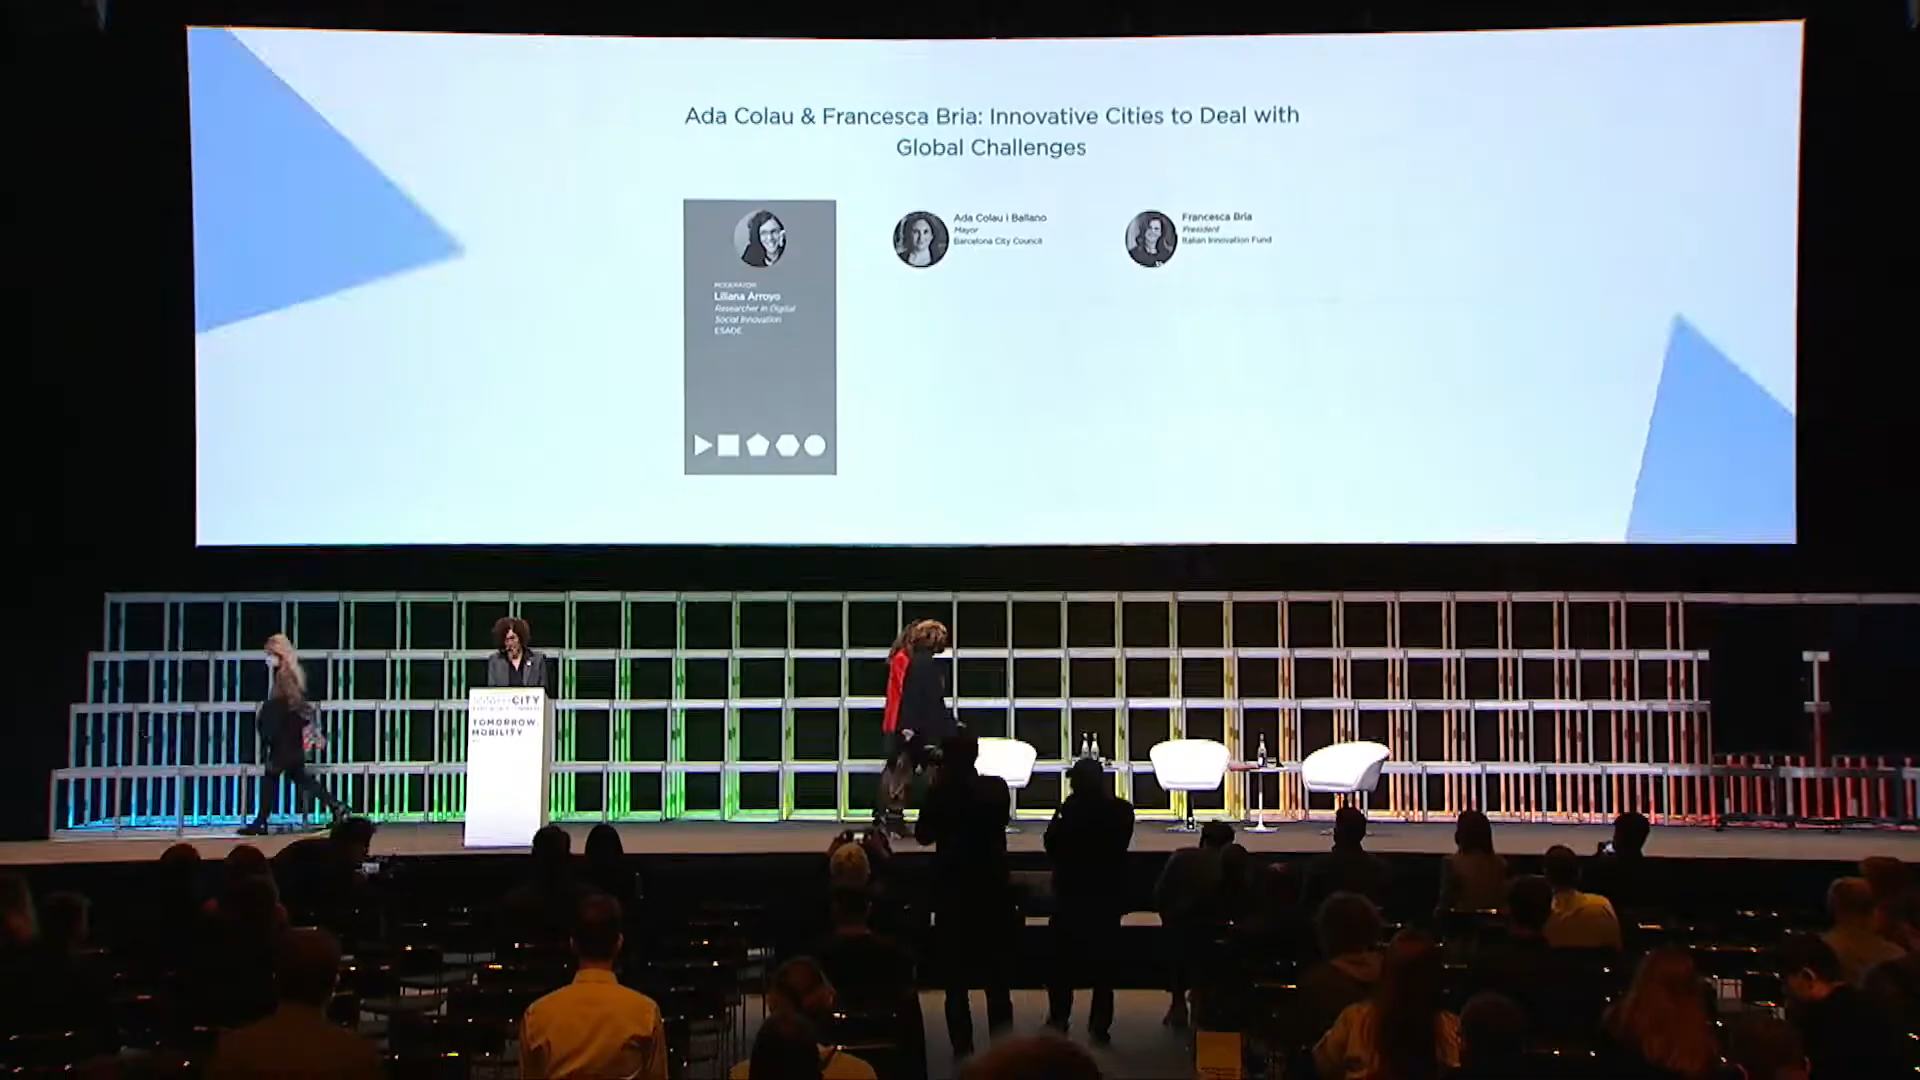 Ada Colau & Francesca Bria: Innovative Cities to Deal with
Global Challenges
MODERATOR
Liliana Arroyo
Researcher in Digital
Social Innovation
ESADE
Ada Colau i Ballano
Mayor
Barcelona City Council
Francesca Bria
President
Italian Innovation Fund
CITY
TOMORROW.
MOBILITY